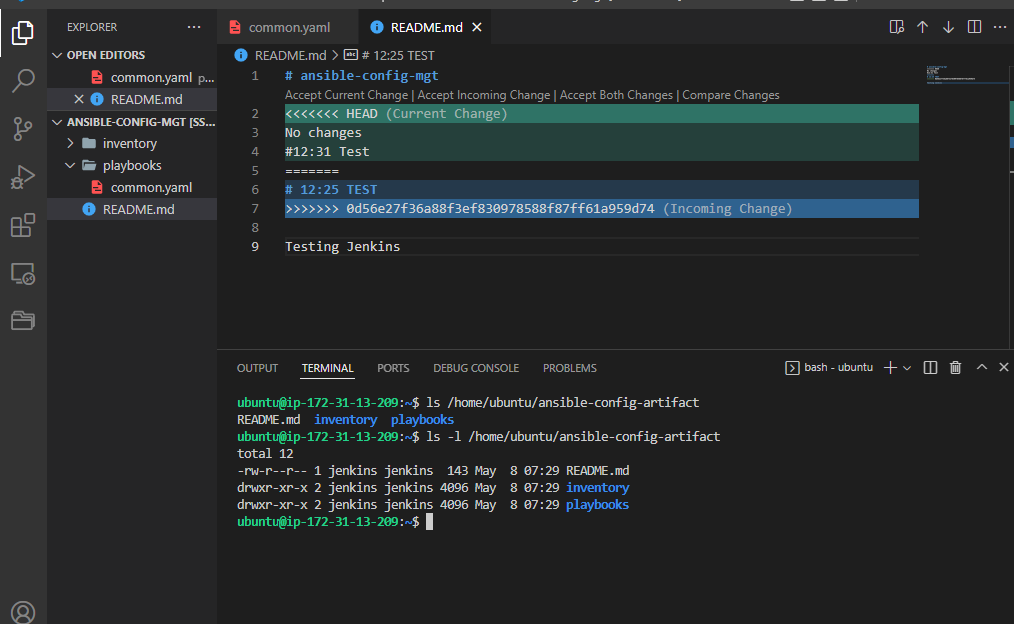 EXPLORER
OPEN EDITORS
common.yaml p...
README.md
ANSIBLE-CONFIG-MGT [SS...
inventory
playbooks
common.yaml
README.md
common.yaml
README.md
README.md > # 12:25 TEST
1 # ansible-config-mgt
Accept Current Change | Accept Incoming Change | Accept Both Changes | Compare Changes
2 <<<<<<< HEAD (Current Change)
3 No changes
4 #12:31 Test
5 =======
6 # 12:25 TEST
7 >>>>>>> 0d56e27f36a88f3ef830978588f87ff61a959d74 (Incoming Change)
8
9 Testing Jenkins
OUTPUT TERMINAL PORTS DEBUG CONSOLE PROBLEMS
bash - ubuntu
ubuntu@ip-172-31-13-209:~$ ls /home/ubuntu/ansible-config-artifact
README.md inventory playbooks
ubuntu@ip-172-31-13-209:~$ ls -l /home/ubuntu/ansible-config-artifact
total 12
-rw-r--r-- 1 jenkins jenkins 143 May 8 07:29 README.md
drwxr-xr-x 2 jenkins jenkins 4096 May 8 07:29 inventory
drwxr-xr-x 2 jenkins jenkins 4096 May 8 07:29 playbooks
ubuntu@ip-172-31-13-209:~$